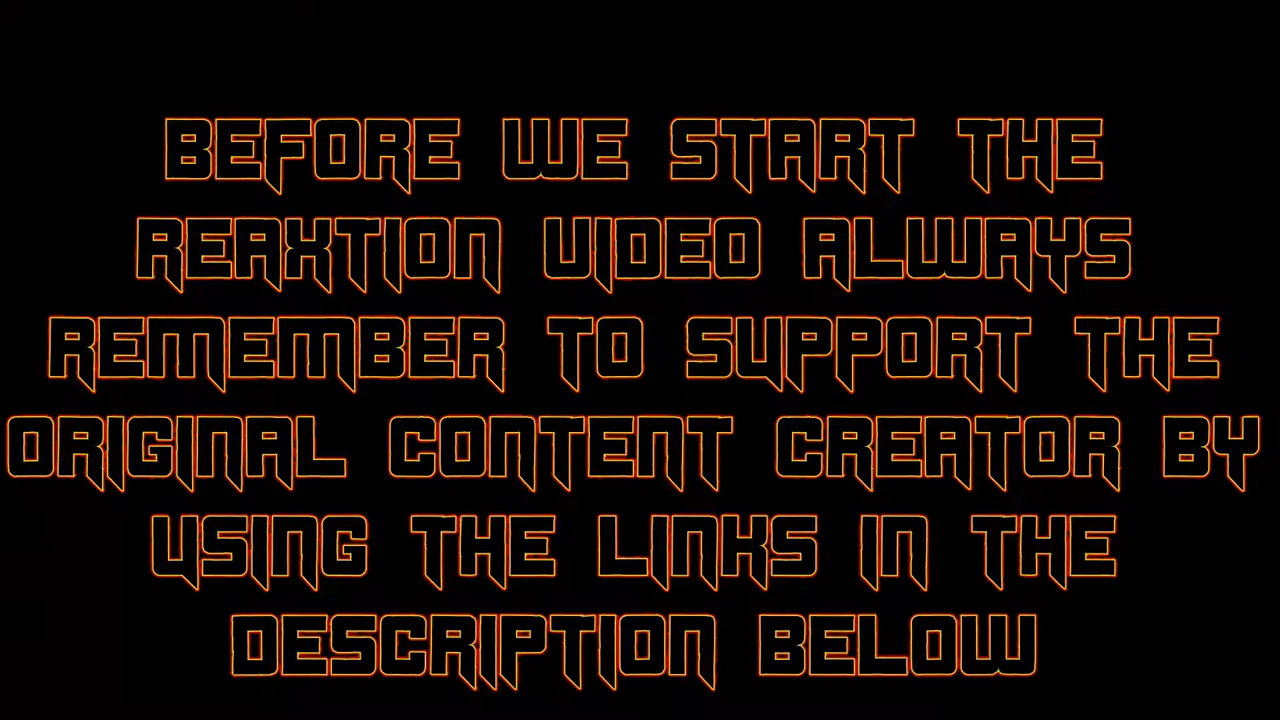 BEFORE WE START THE
REAXTION VIDEO ALWAYS
REMEMBER TO SUPPORT THE
ORIGINAL CONTENT CREATOR BY
USING THE LINKS IN THE
DESCRIPTION BELOW